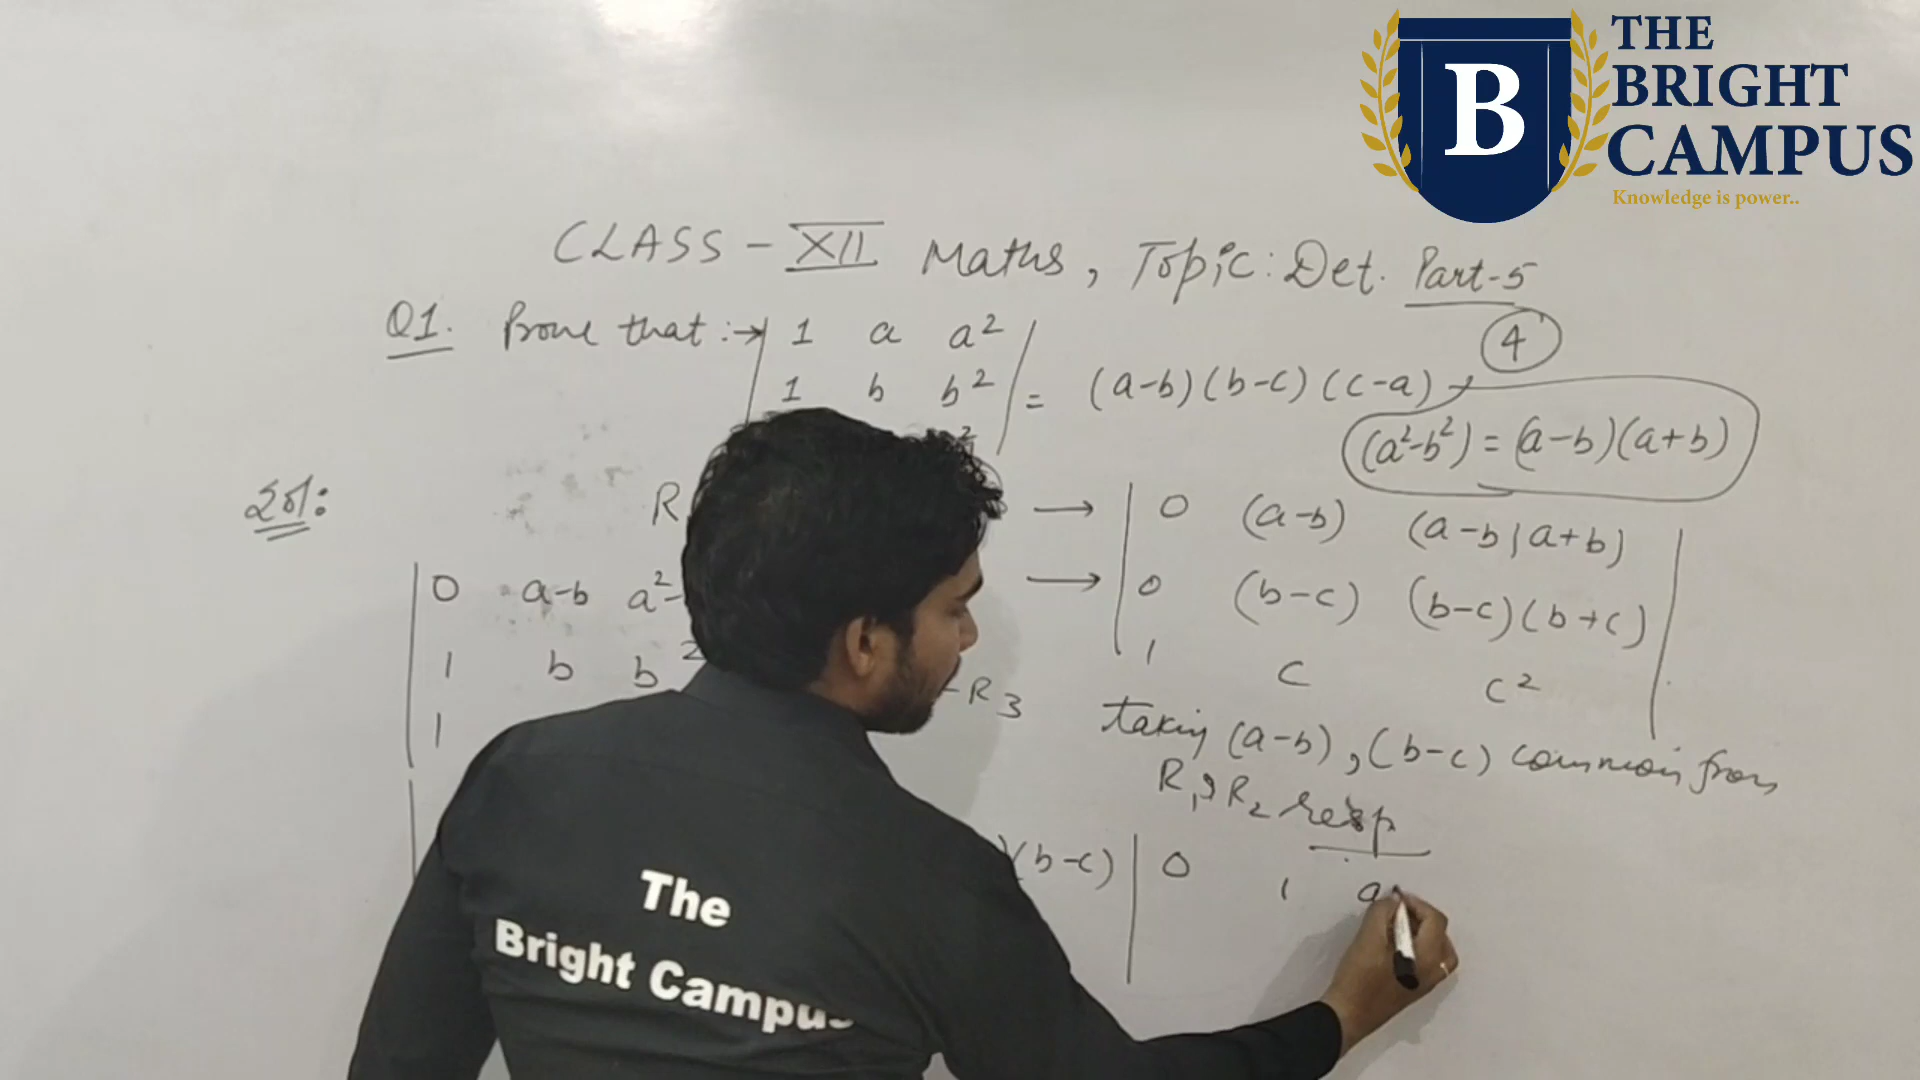 THE
BRIGHT
CAMPUS
Knowledge is power..
B
CLASS - XII Maths, Topic: Det. Part-5
Q1. Prove that :→ | 1 a a² |
4
| 1 b b² | = (a-b)(b-c)(c-a)
(a²-b²) = (a-b)(a+b)
Sol:
R → | 0 (a-b) (a-b)(a+b) |
→ | 0 (b-c) (b-c)(b+c) |
1 c c²
| 0 a-b a²-
1 b b²
1
-R3
taking (a-b), (b-c) common from
R1, & R2 resp
(b-c) | 0 1 a
The
Bright Campus